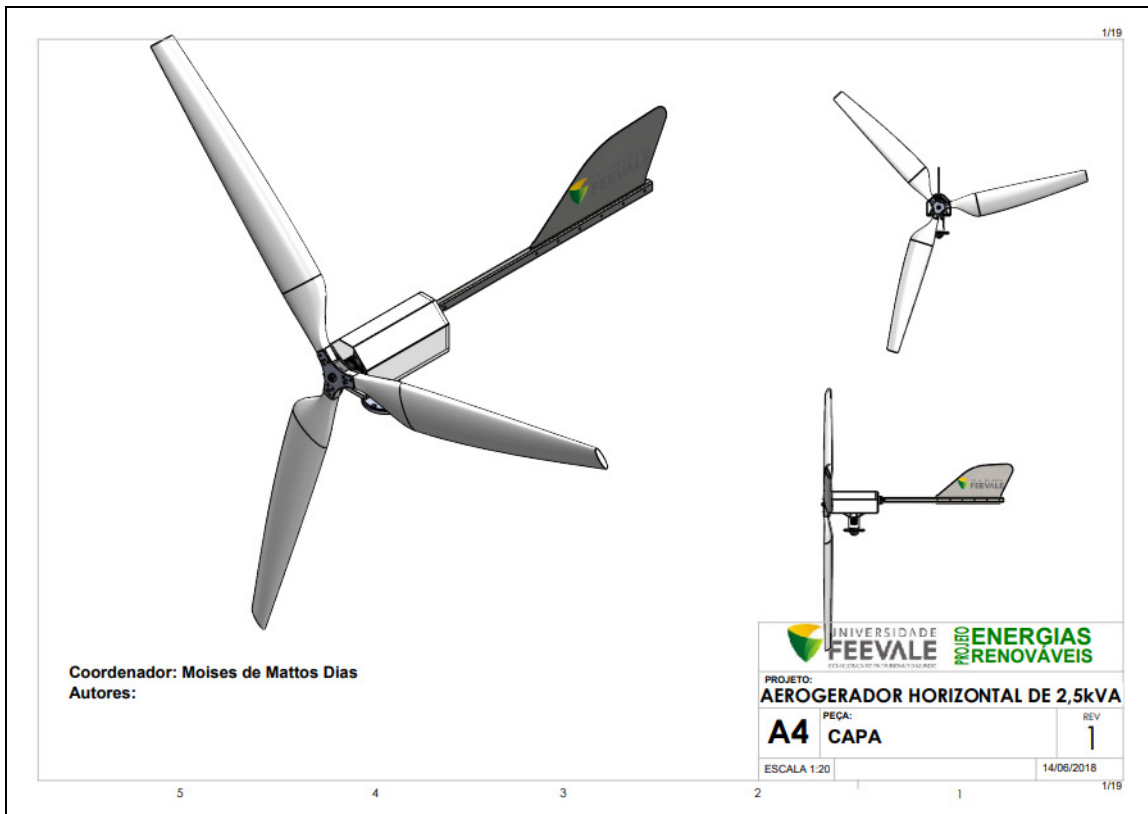 1/19
FEEVALE
FEEVALE
Coordenador: Moises de Mattos Dias
Autores:
UNIVERSIDADE
FEEVALE
PROJETO
ENERGIAS
RENOVÁVEIS
PROJETO:
AEROGERADOR HORIZONTAL DE 2,5kVA
A4
PEÇA:
CAPA
REV
1
ESCALA 1:20
14/06/2018
1/19
5 4 3 2 1